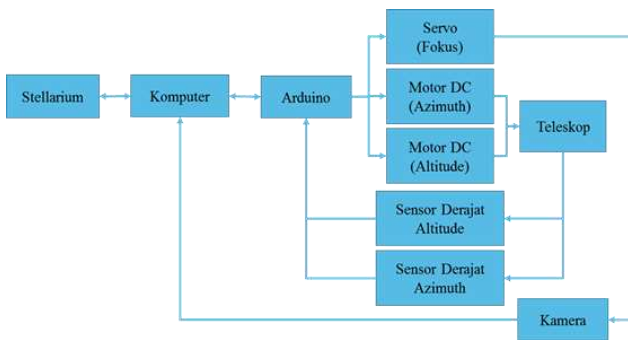 Servo
(Fokus)
Stellarium
Komputer
Arduino
Motor DC
(Azimuth)
Teleskop
Motor DC
(Altitude)
Sensor Derajat
Altitude
Sensor Derajat
Azimuth
Kamera